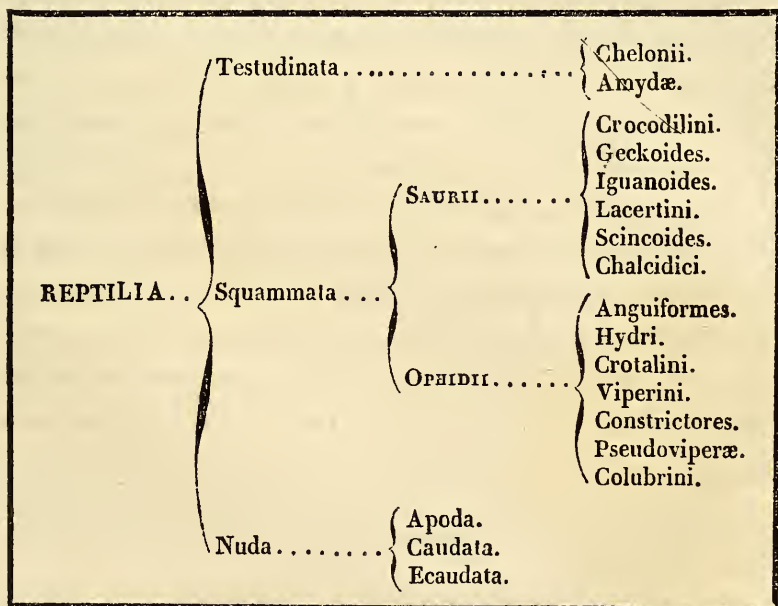 Testudinata................ Chelonii.
Amydæ.
Crocodilini.
Geckoides.
SAURII....... Iguanoides.
Lacertini.
Scincoides.
Chalcidici.
REPTILIA.. Squammata...
Anguiformes.
Hydri.
Crotalini.
OPHIDII...... Viperini.
Constrictores.
Pseudoviperæ.
Colubrini.
Apoda.
Nuda........ Caudata.
Ecaudata.